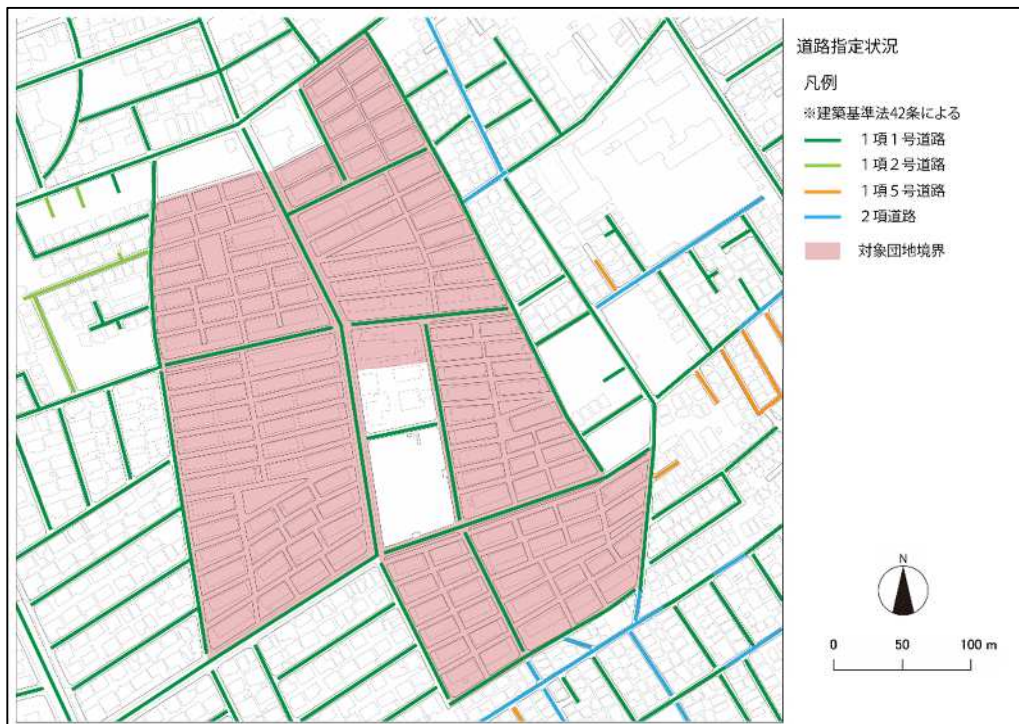 道路指定状況
凡例
※建築基準法42条による
1項1号道路
1項2号道路
1項5号道路
2項道路
対象団地境界
N
0 50 100 m